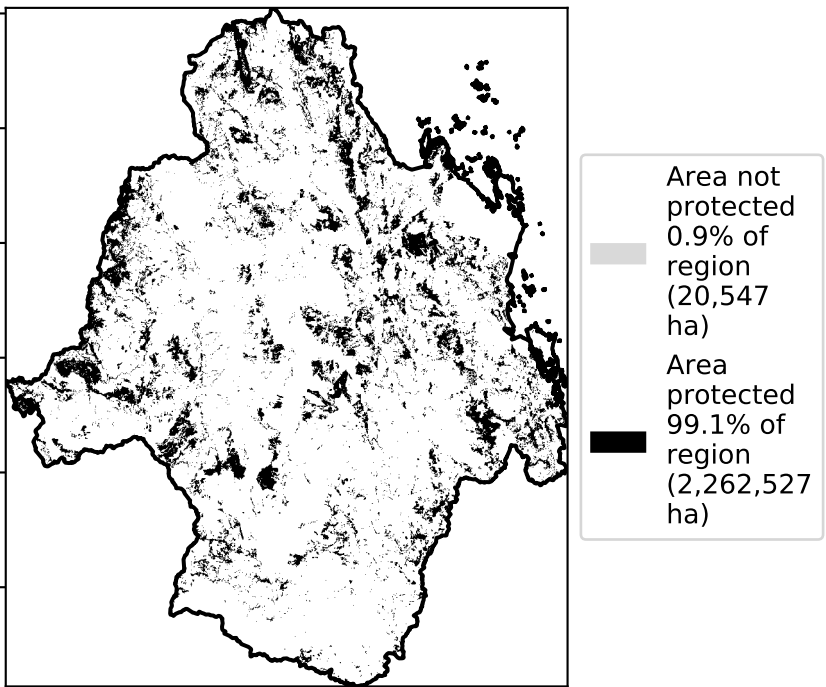 Area not
protected
0.9% of
region
(20,547
ha)
Area
protected
99.1% of
region
(2,262,527
ha)